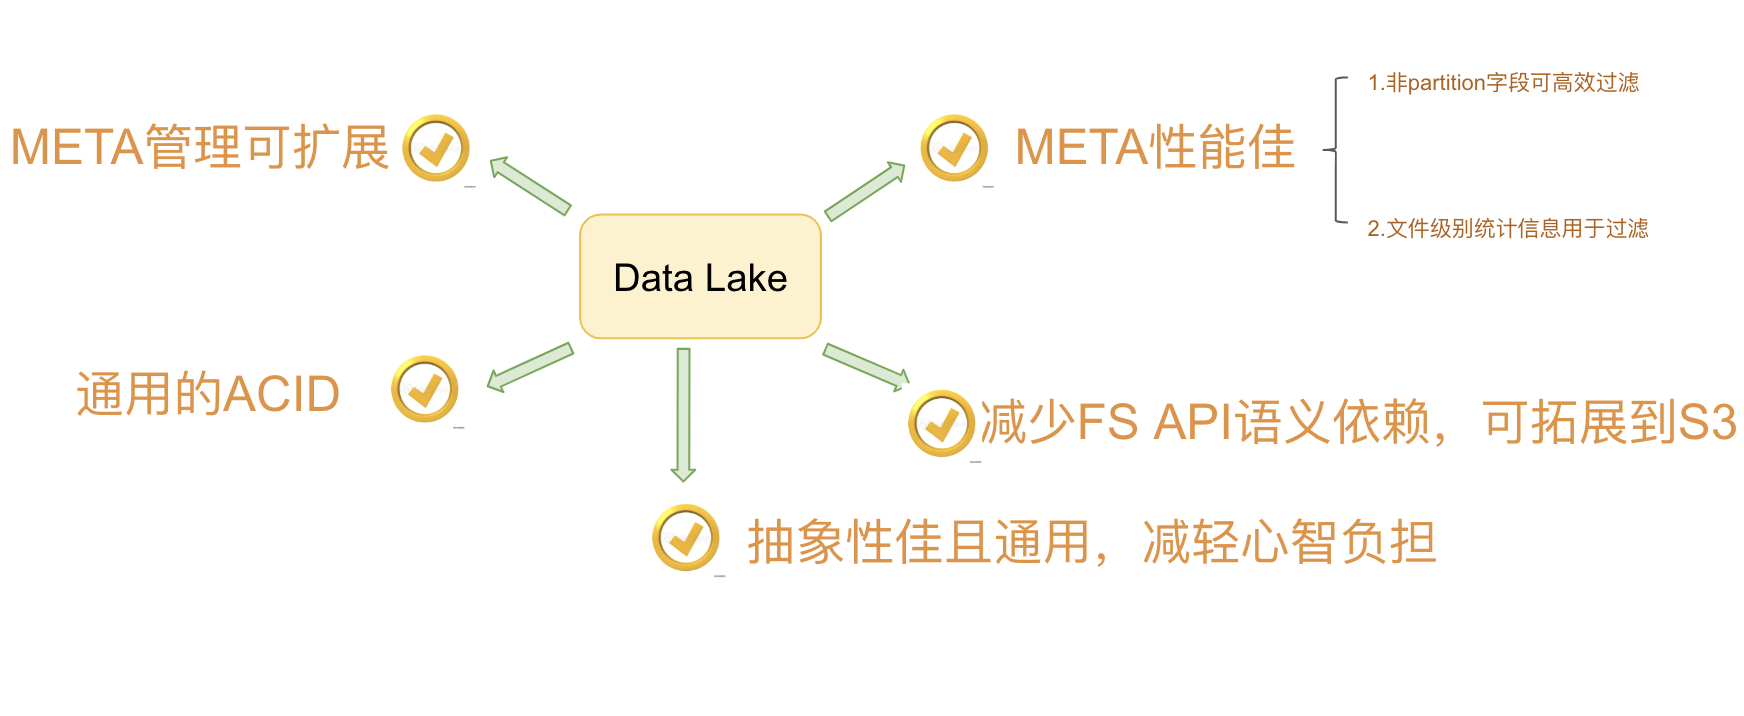 1.非partition字段可高效过滤
META管理可扩展
META性能佳
2.文件级别统计信息用于过滤
Data Lake
通用的ACID
减少FS API语义依赖，可拓展到S3
抽象性佳且通用，减轻心智负担